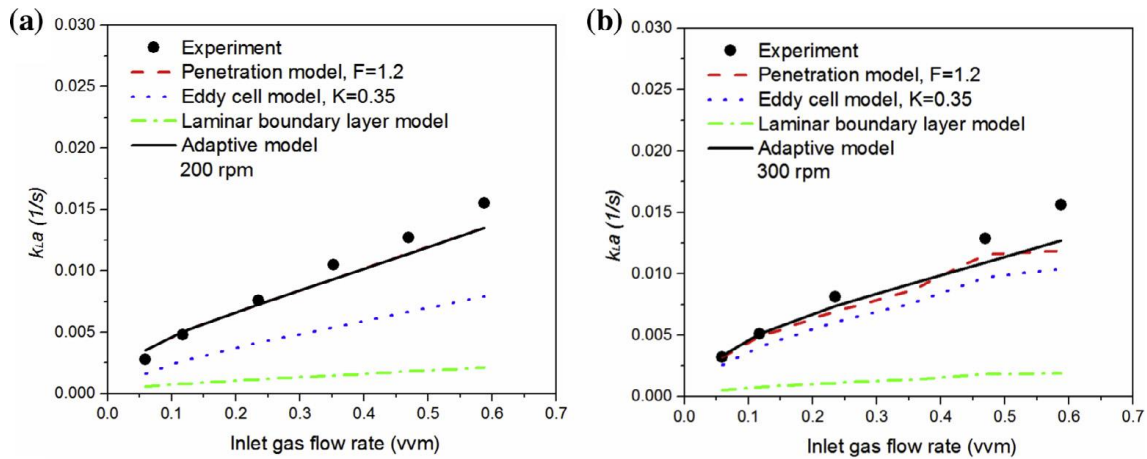 (a)
0.030
0.025
0.020
0.015
0.010
0.005
0.000
kLa (1/s)
Experiment
Penetration model, F=1.2
Eddy cell model, K=0.35
Laminar boundary layer model
Adaptive model
200 rpm
0.0 0.1 0.2 0.3 0.4 0.5 0.6 0.7
Inlet gas flow rate (vvm)
(b)
0.030
0.025
0.020
0.015
0.010
0.005
0.000
kLa (1/s)
Experiment
Penetration model, F=1.2
Eddy cell model, K=0.35
Laminar boundary layer model
Adaptive model
300 rpm
0.0 0.1 0.2 0.3 0.4 0.5 0.6 0.7
Inlet gas flow rate (vvm)